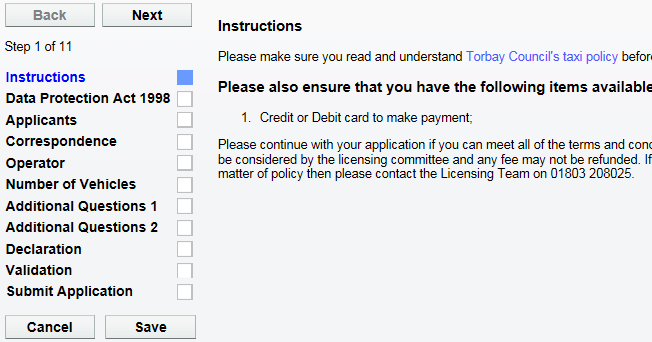 Back Next
Step 1 of 11
Instructions
Data Protection Act 1998
Applicants
Correspondence
Operator
Number of Vehicles
Additional Questions 1
Additional Questions 2
Declaration
Validation
Submit Application
Cancel Save
Instructions
Please make sure you read and understand Torbay Council's taxi policy before
Please also ensure that you have the following items available
1. Credit or Debit card to make payment;
Please continue with your application if you can meet all of the terms and
be considered by the licensing committee and any fee may not be refunded. If
matter of policy then please contact the Licensing Team on 01803 208025.